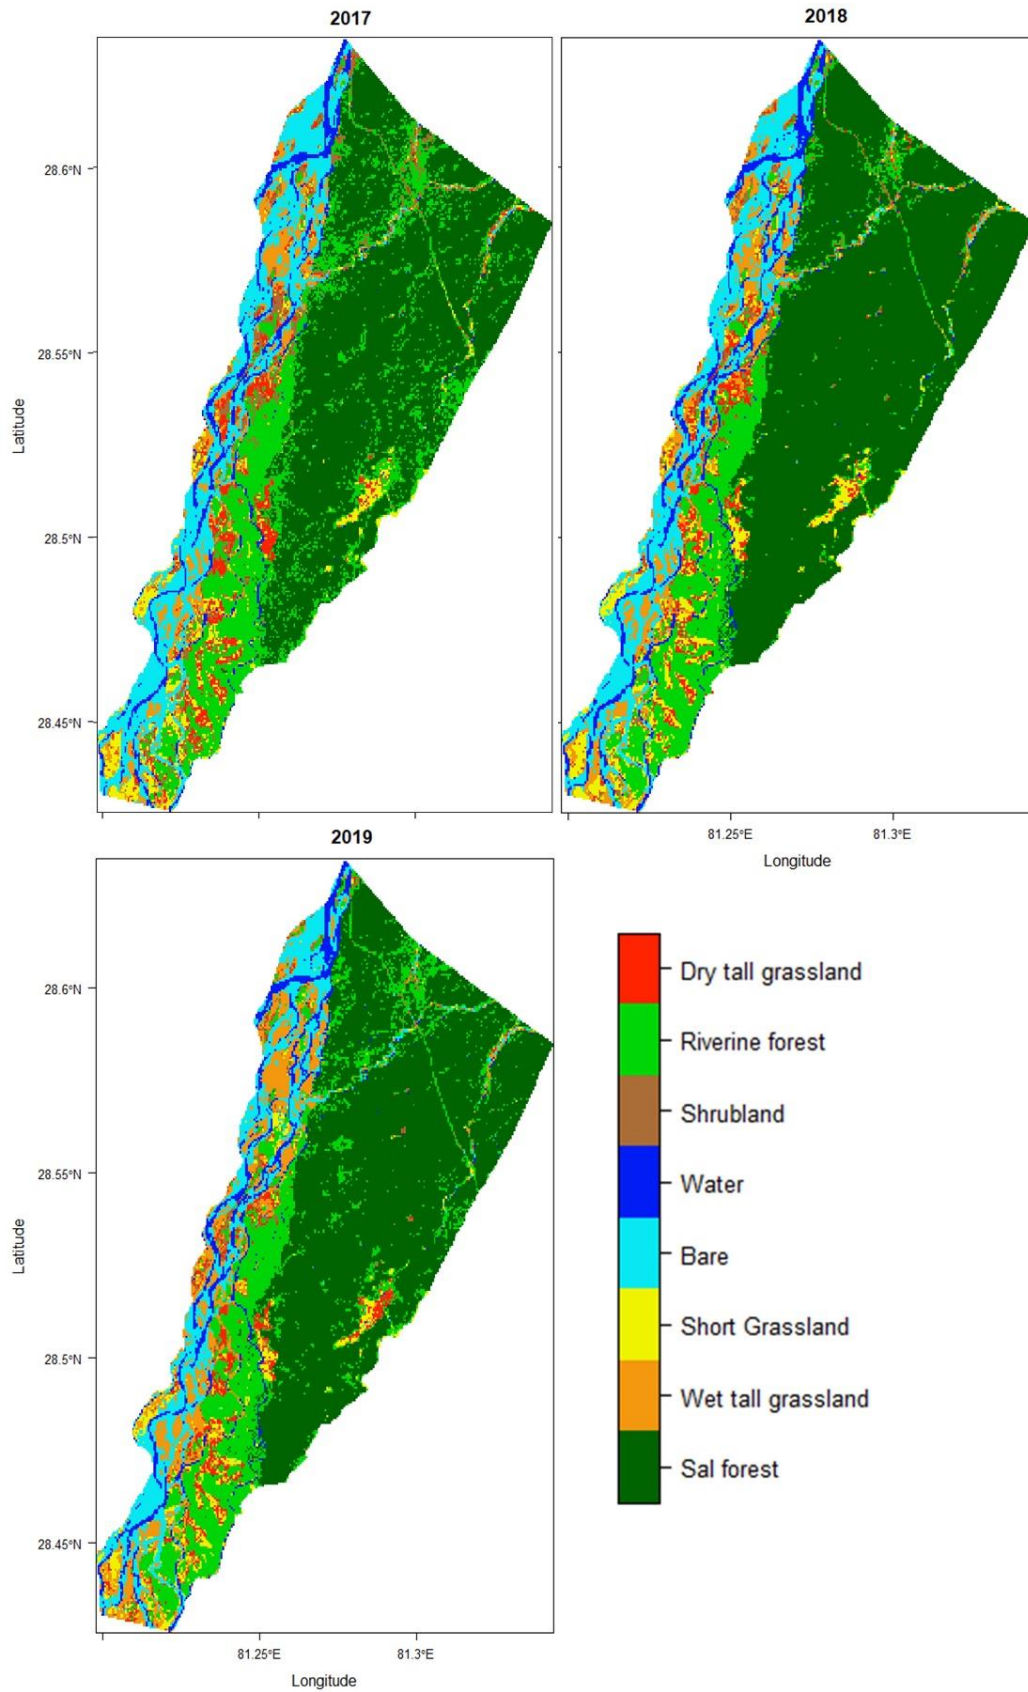 2017
2018
28.6°N
28.55°N
Latitude
28.5°N
28.45°N
81.25°E
81.3°E
Longitude
2019
28.6°N
28.55°N
Latitude
28.5°N
28.45°N
81.25°E
81.3°E
Longitude
Dry tall grassland
Riverine forest
Shrubland
Water
Bare
Short Grassland
Wet tall grassland
Sal forest